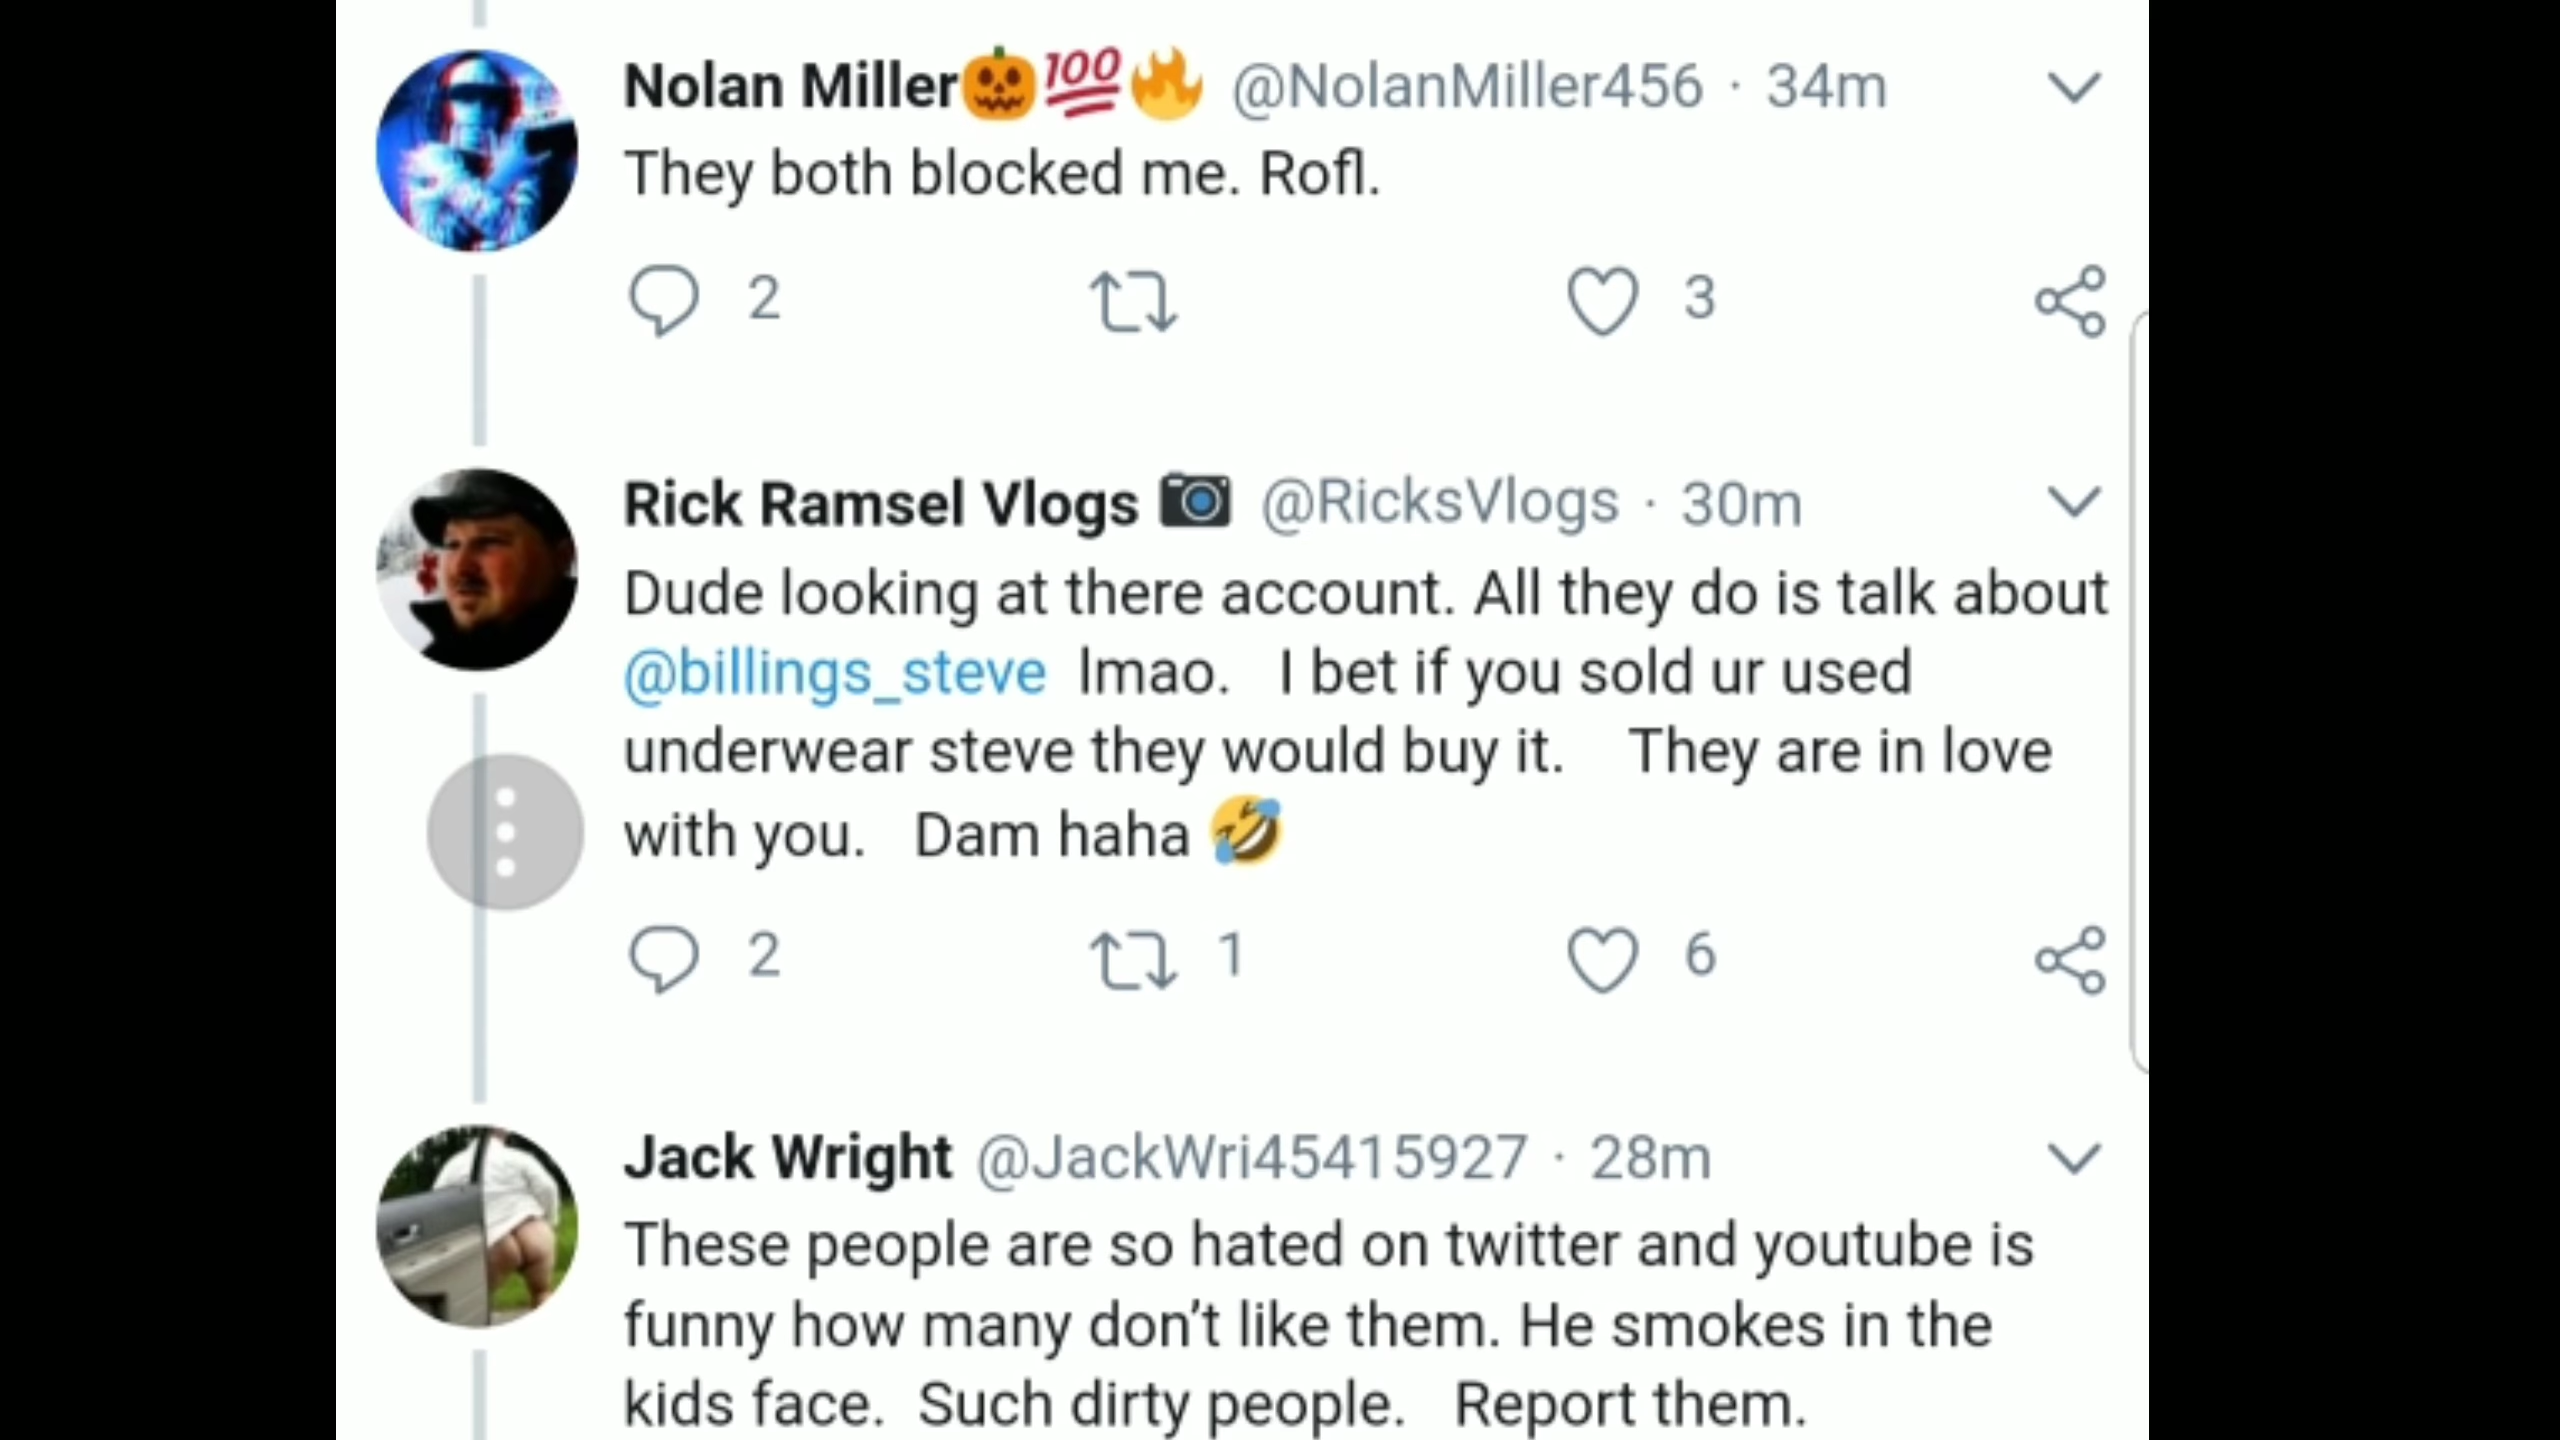 Nolan Miller🎃💯🔥 @NolanMiller456 · 34m
They both blocked me. Rofl.
2 3
Rick Ramsel Vlogs 📷 @RicksVlogs · 30m
Dude looking at there account. All they do is talk about
@billings_steve lmao. I bet if you sold ur used
underwear steve they would buy it. They are in love
with you. Dam haha 🤣
2 1 6
Jack Wright @JackWri45415927 · 28m
These people are so hated on twitter and youtube is
funny how many don’t like them. He smokes in the
kids face. Such dirty people. Report them.